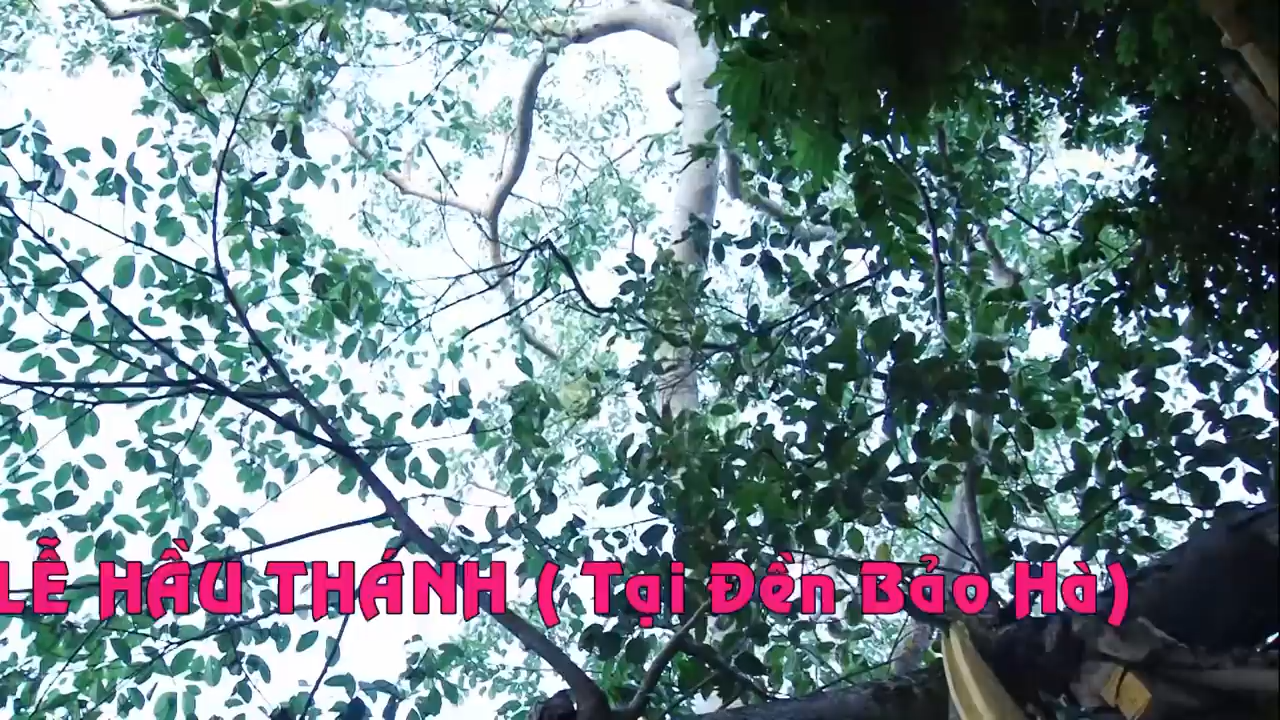 LỄ HẦU THÁNH ( Tại Đền Bảo Hà)